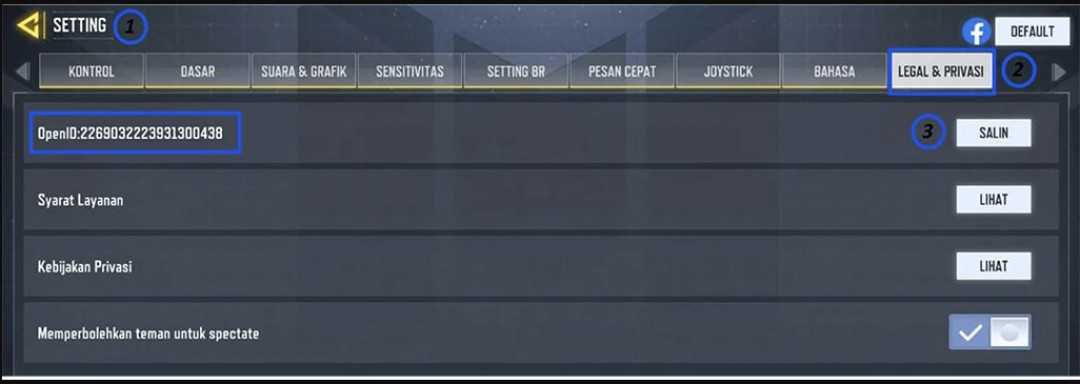 SETTING 1
DEFAULT
KONTROL DASAR SUARA & GRAFIK SENSITIVITAS SETTING BR PESAN CEPAT JOYSTICK BAHASA LEGAL & PRIVASI 2
OpenID:2269032223931300438 3 SALIN
Syarat Layanan LIHAT
Kebijakan Privasi LIHAT
Memperbolehkan teman untuk spectate